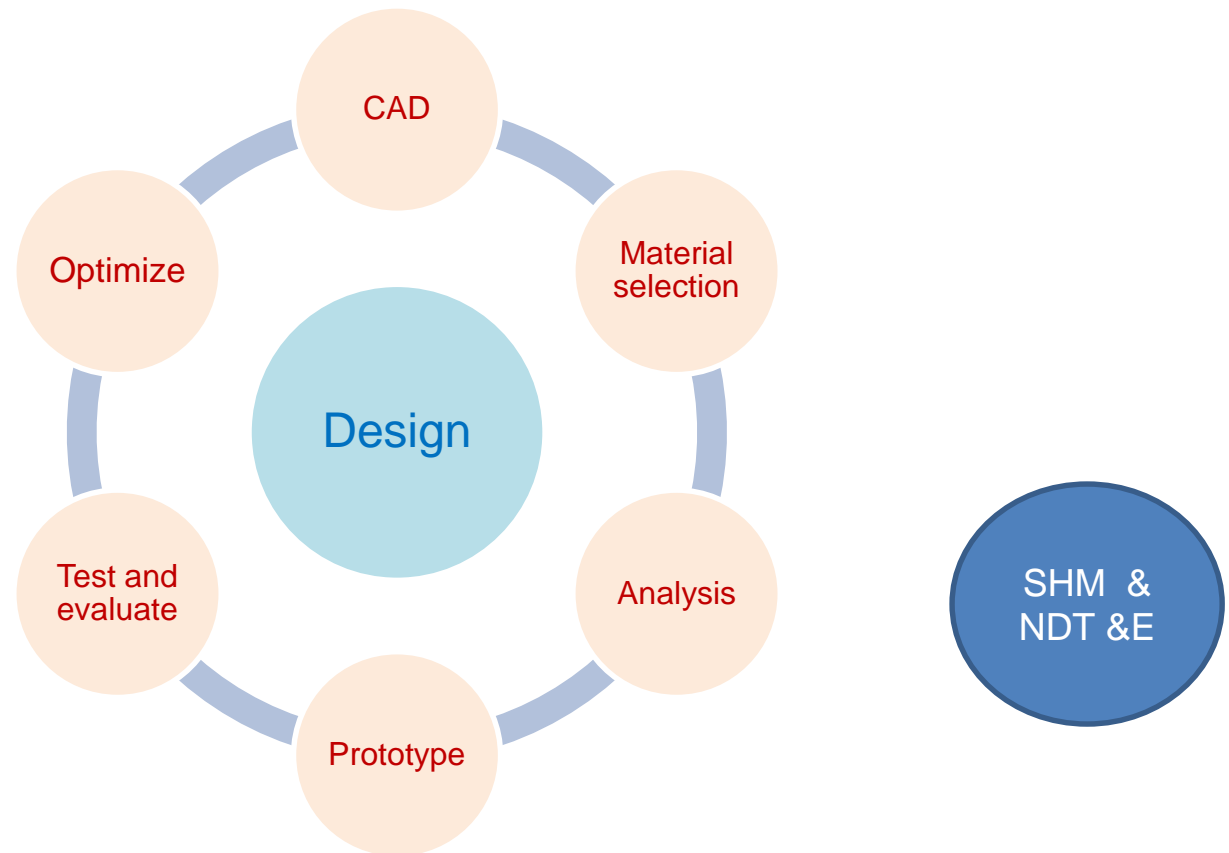 CAD
Material
selection
Analysis
Prototype
Test and
evaluate
Optimize
Design
SHM  &
NDT &E